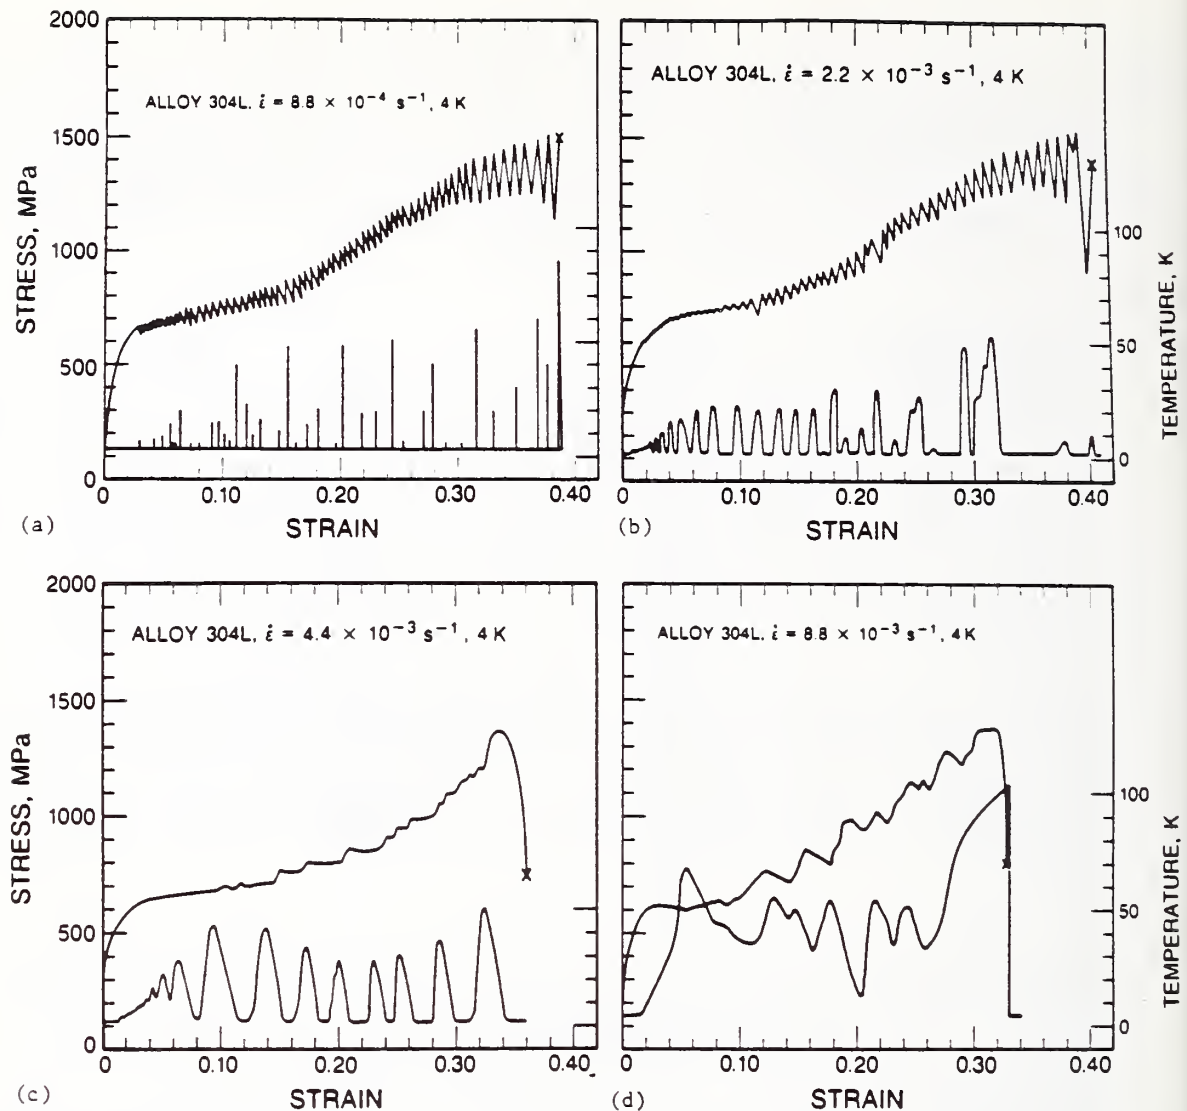 2000
1500
1000
500
0
STRESS, MPa
ALLOY 304L, ε̇ = 8.8 × 10⁻⁴ s⁻¹, 4 K
0 0.10 0.20 0.30 0.40
(a) STRAIN
ALLOY 304L, ε̇ = 2.2 × 10⁻³ s⁻¹, 4 K
100
50
0
TEMPERATURE, K
0 0.10 0.20 0.30 0.40
(b) STRAIN
2000
1500
1000
500
0
STRESS, MPa
ALLOY 304L, ε̇ = 4.4 × 10⁻³ s⁻¹, 4 K
0 0.10 0.20 0.30 0.40
(c) STRAIN
ALLOY 304L, ε̇ = 8.8 × 10⁻³ s⁻¹, 4K
100
50
0
TEMPERATURE, K
0 0.10 0.20 0.30 0.40
(d) STRAIN